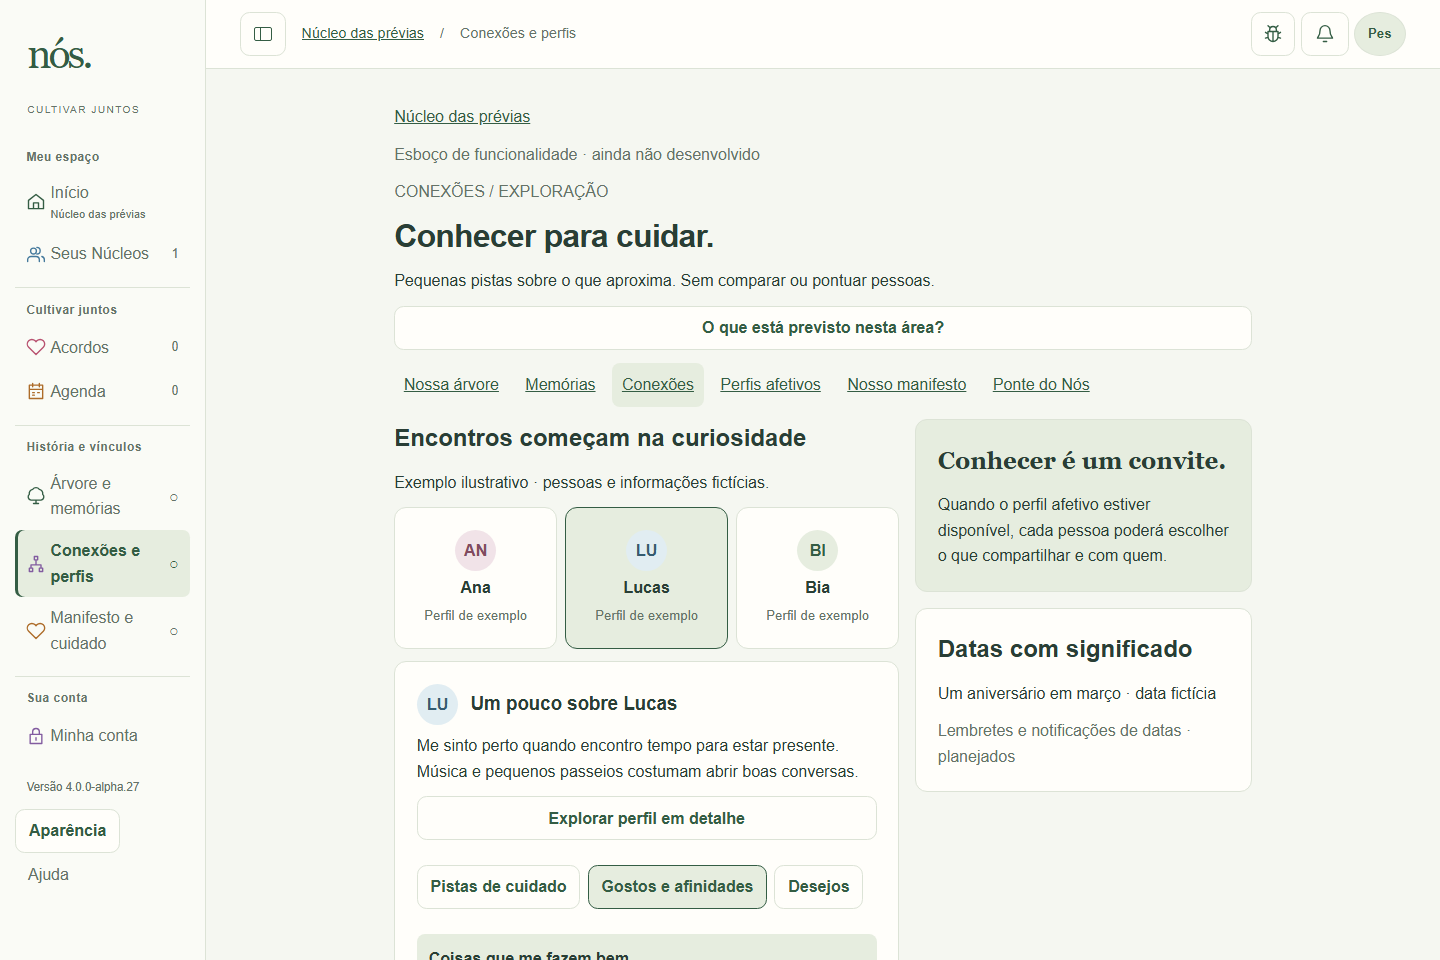 nós.
CULTIVAR JUNTOS
Meu espaço
Início
Núcleo das prévias
Seus Núcleos 1
Cultivar juntos
Acordos 0
Agenda 0
História e vínculos
Árvore e
memórias
Conexões e
perfis
Manifesto e
cuidado
Sua conta
Minha conta
Versão 4.0.0-alpha.27
Aparência
Ajuda
Núcleo das prévias / Conexões e perfis
Pes
Núcleo das prévias
Esboço de funcionalidade · ainda não desenvolvido
CONEXÕES / EXPLORAÇÃO
Conhecer para cuidar.
Pequenas pistas sobre o que aproxima. Sem comparar ou pontuar pessoas.
O que está previsto nesta área?
Nossa árvore Memórias Conexões Perfis afetivos Nosso manifesto Ponte do Nós
Encontros começam na curiosidade
Exemplo ilustrativo · pessoas e informações fictícias.
AN
Ana
Perfil de exemplo
LU
Lucas
Perfil de exemplo
BI
Bia
Perfil de exemplo
LU Um pouco sobre Lucas
Me sinto perto quando encontro tempo para estar presente.
Música e pequenos passeios costumam abrir boas conversas.
Explorar perfil em detalhe
Pistas de cuidado Gostos e afinidades Desejos
Coisas que me fazem bem
Conhecer é um convite.
Quando o perfil afetivo estiver
disponível, cada pessoa poderá escolher
o que compartilhar e com quem.
Datas com significado
Um aniversário em março · data fictícia
Lembretes e notificações de datas ·
planejados